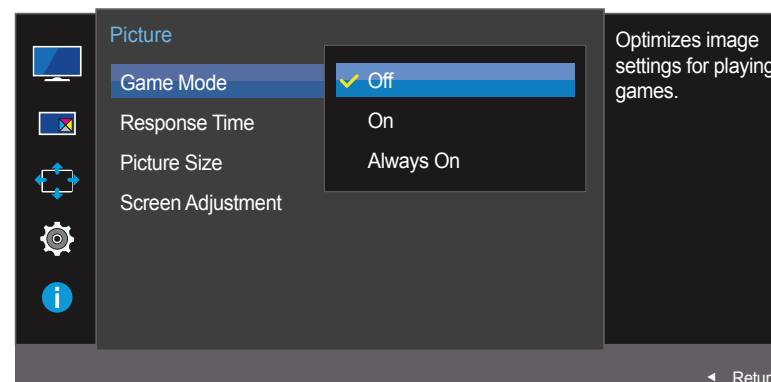 Picture
Game Mode
Response Time
Picture Size
Screen Adjustment
Off
On
Always On
Optimizes image
settings for playing
games.
i
Retur